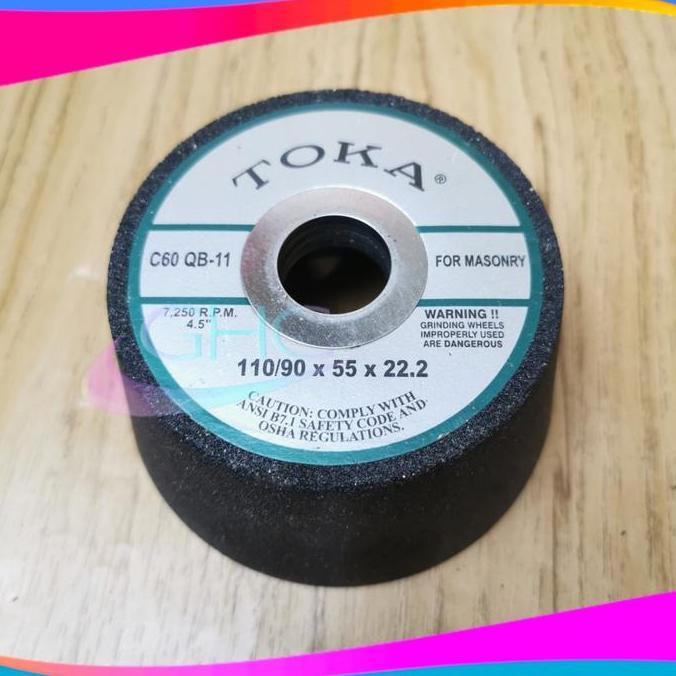 TOKA®
C60 QB-11
FOR MASONRY
7,250 R.P.M.
4.5"
WARNING !!
GRINDING WHEELS
IMPROPERLY USED
ARE DANGEROUS
GHC
110/90 x 55 x 22.2
CAUTION: COMPLY WITH
ANSI B7.1 SAFETY CODE AND
OSHA REGULATIONS.